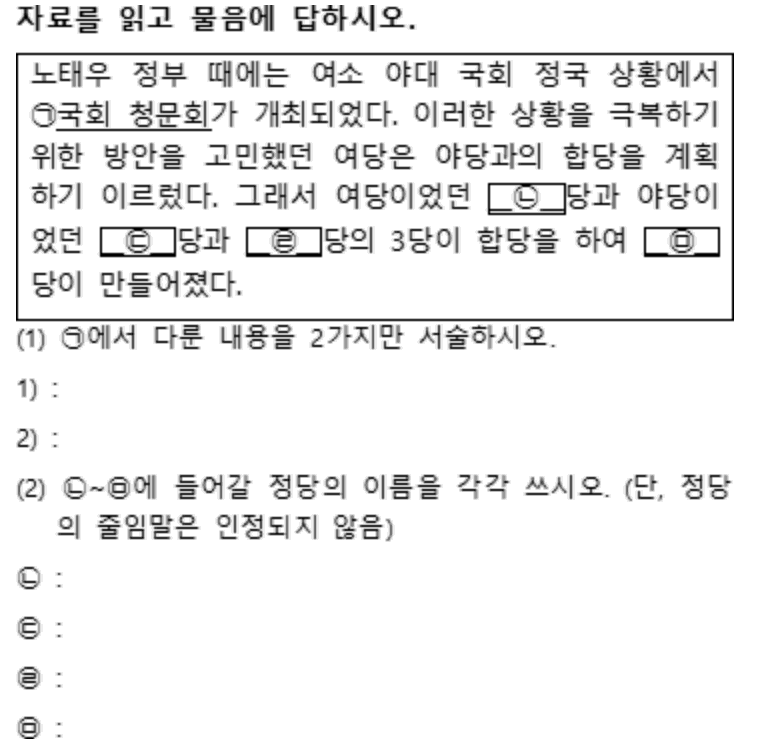 자료를 읽고 물음에 답하시오.
노태우 정부 때에는 여소 야대 국회 정국 상황에서
㉠국회 청문회가 개최되었다. 이러한 상황을 극복하기
위한 방안을 고민했던 여당은 야당과의 합당을 계획
하기 이르렀다. 그래서 여당이었던 _㉡_당과 야당이
었던 _㉢_당과 _㉣_당의 3당이 합당을 하여 _㉤_
당이 만들어졌다.
(1) ㉠에서 다룬 내용을 2가지만 서술하시오.
1) :
2) :
(2) ㉡~㉤에 들어갈 정당의 이름을 각각 쓰시오. (단, 정당
의 줄임말은 인정되지 않음)
㉡ :
㉢ :
㉣ :
㉤ :